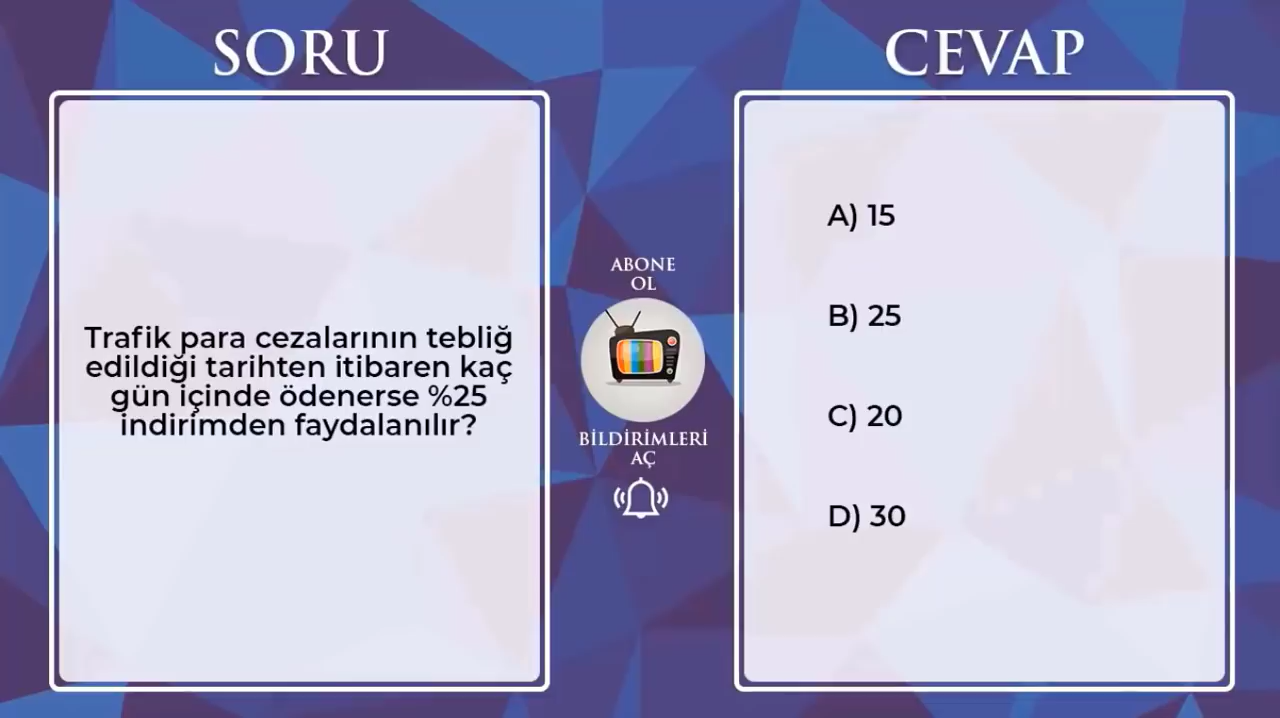 SORU
Trafik para cezalarının tebliğ
edildiği tarihten itibaren kaç
gün içinde ödenerse %25
indirimden faydalanılır?
ABONE
OL
BİLDİRİMLERİ
AÇ
CEVAP
A) 15
B) 25
C) 20
D) 30